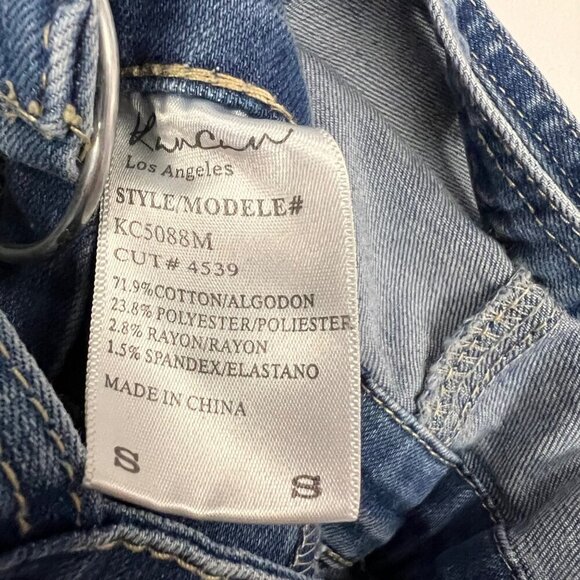 KanCan
Los Angeles
STYLE/MODELE#
KC5088M
CUT# 4539
71.9%COTTON/ALGODON
23.8% POLYESTER/POLIESTER
2.8% RAYON/RAYON
1.5% SPANDEX/ELASTANO
MADE IN CHINA
S S